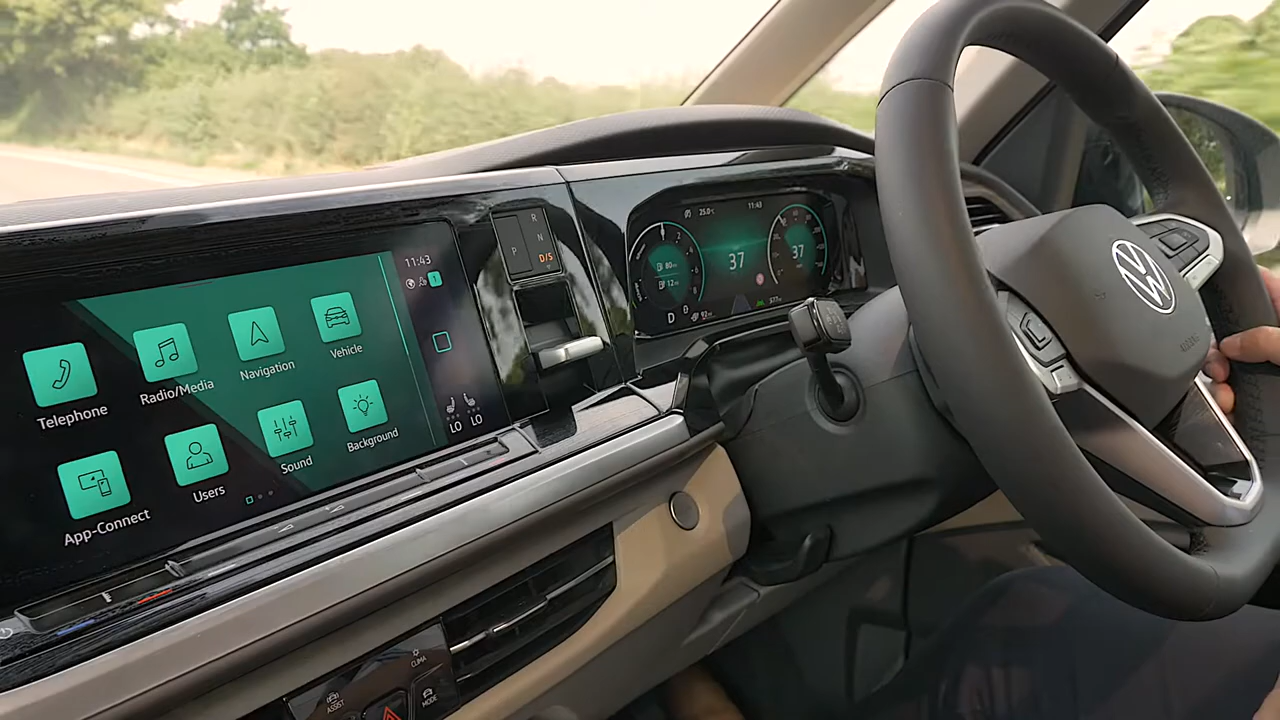 11:43
1
Telephone
Radio/Media
Navigation
Vehicle
App-Connect
Users
Sound
Background
LO LO
R
N
P
D/S
25.0
11:43
37
37
D
CLIMA
ASSIST
MODE